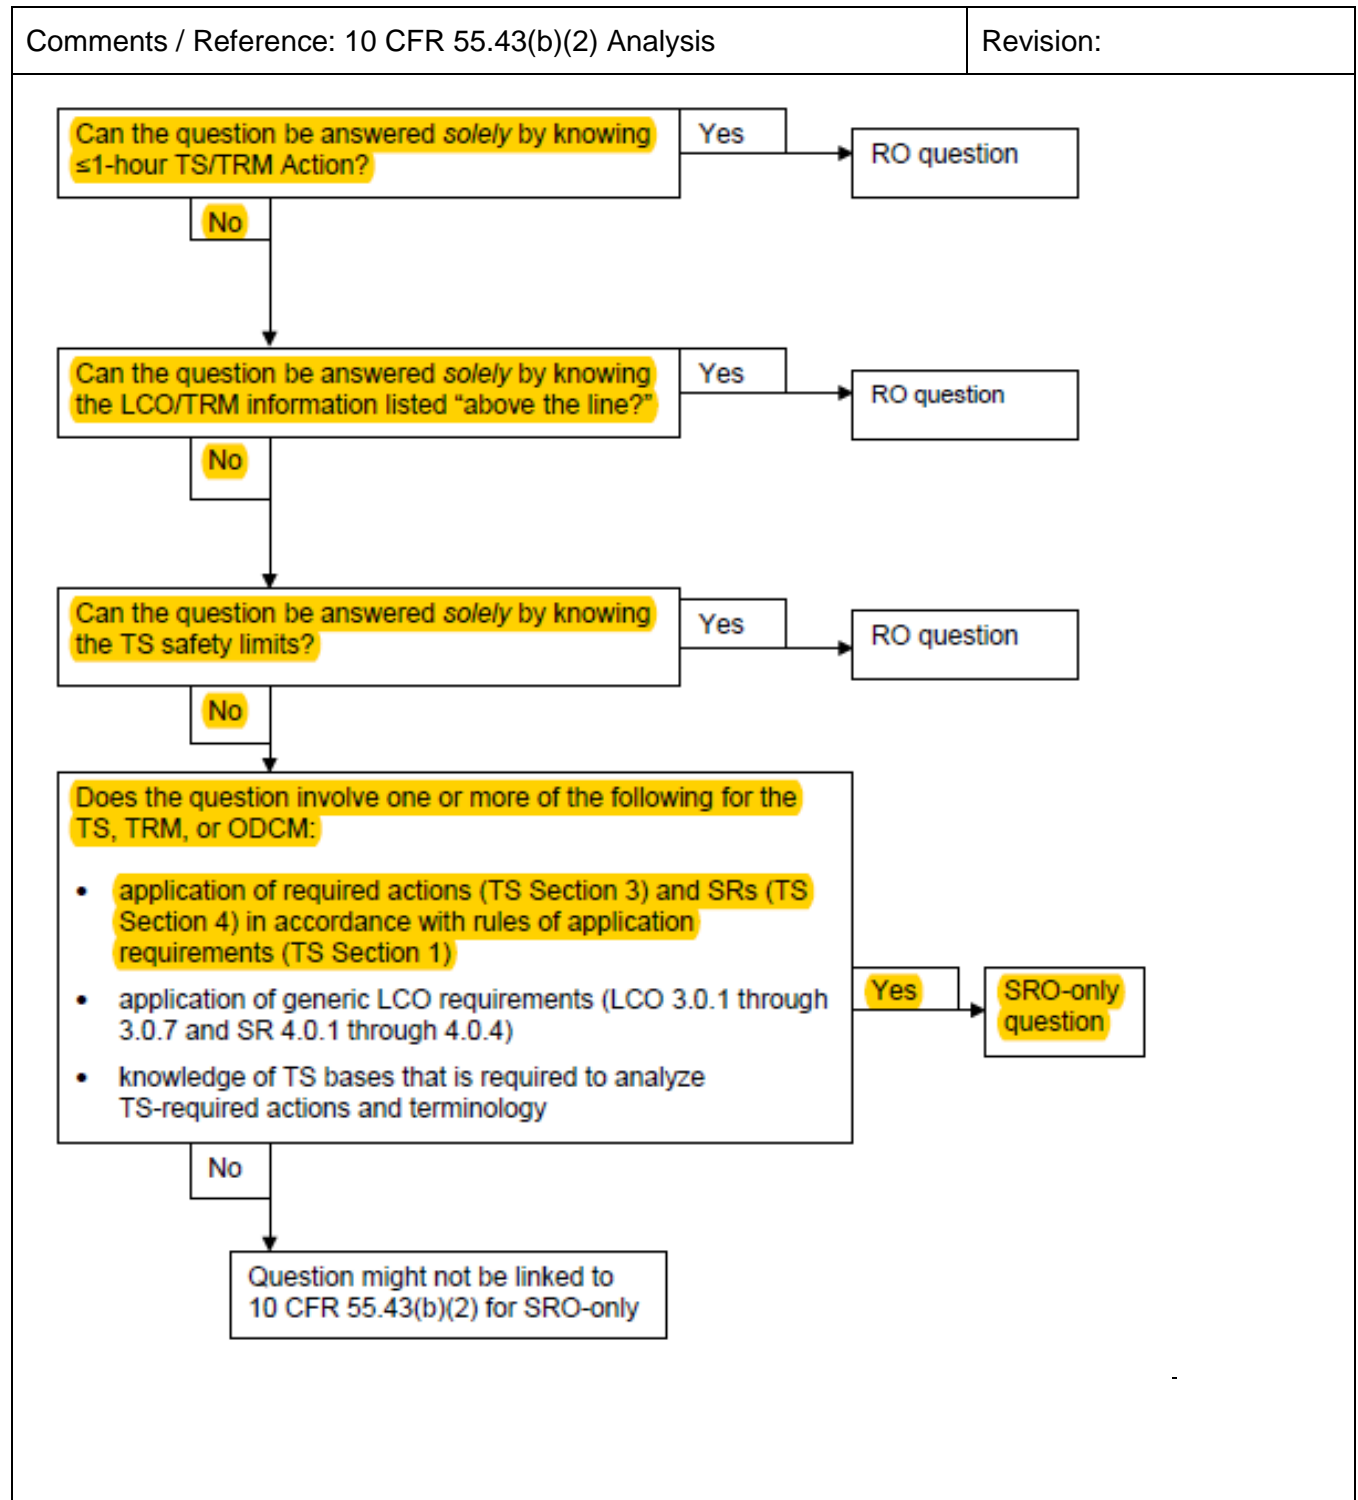 Comments / Reference: 10 CFR 55.43(b)(2) Analysis
Revision:
Can the question be answered solely by knowing
≤1-hour TS/TRM Action?
Yes
RO question
No
Can the question be answered solely by knowing
the LCO/TRM information listed “above the line?”
Yes
RO question
No
Can the question be answered solely by knowing
the TS safety limits?
Yes
RO question
No
Does the question involve one or more of the following for the
TS, TRM, or ODCM:
• application of required actions (TS Section 3) and SRs (TS
Section 4) in accordance with rules of application
requirements (TS Section 1)
• application of generic LCO requirements (LCO 3.0.1 through
3.0.7 and SR 4.0.1 through 4.0.4)
• knowledge of TS bases that is required to analyze
TS-required actions and terminology
Yes
SRO-only
question
No
Question might not be linked to
10 CFR 55.43(b)(2) for SRO-only
-